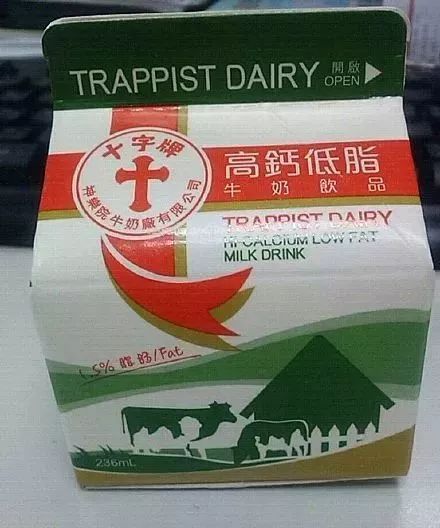 TRAPPIST DAIRY 開啟 OPEN
十字牌
神樂院牛奶廠有限公司
高鈣低脂
牛奶飲品
TRAPPIST DAIRY
HI-CALCIUM LOW FAT
MILK DRINK
1.5% 脂肪/Fat
236mL